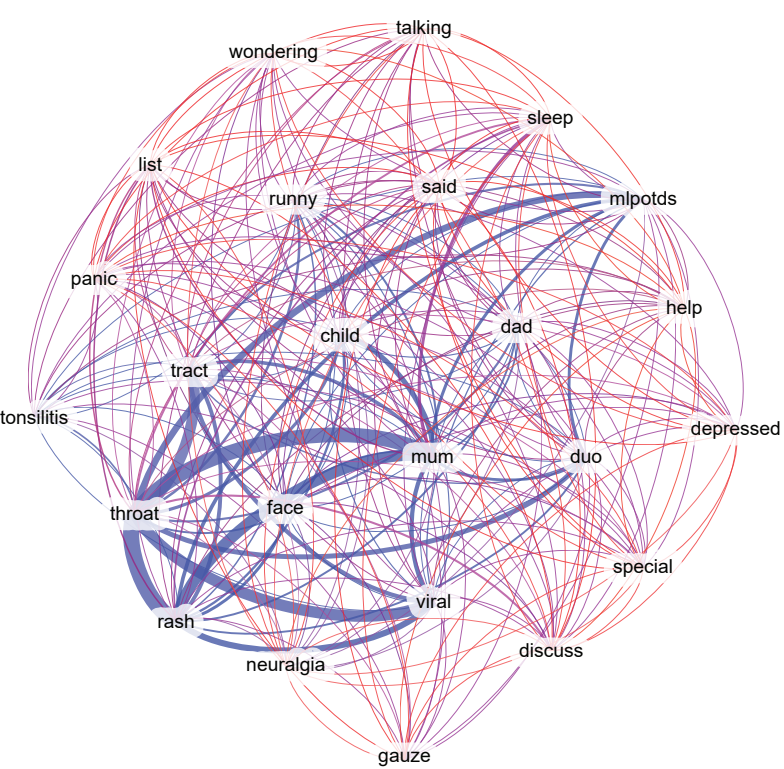 talking
wondering
sleep
list
said
runny
mlpotds
panic
help
dad
child
tract
tonsilitis
depressed
mum
duo
face
throat
special
viral
rash
discuss
neuralgia
gauze